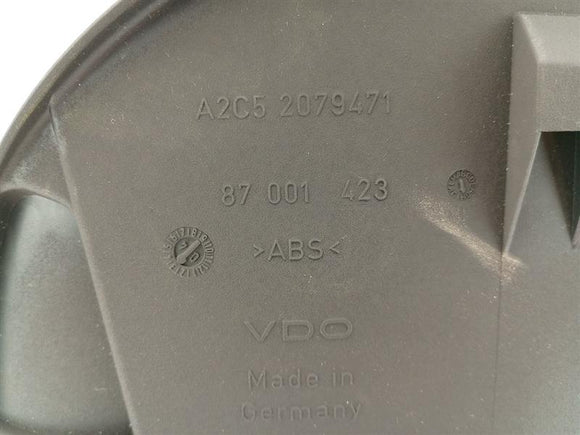 A2C5 2079471
87 001 423
>ABS<
VDO
Made in
Germany